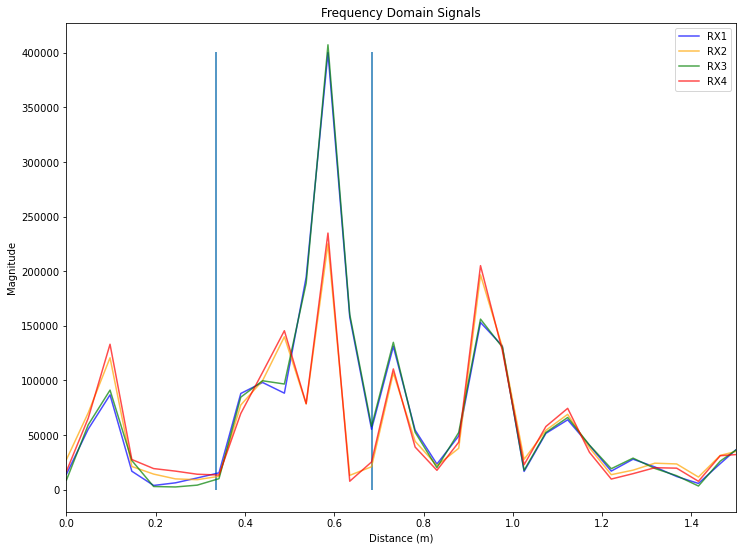 Frequency Domain Signals
RX1
RX2
RX3
RX4
Magnitude
400000
350000
300000
250000
200000
150000
100000
50000
0
0.0 0.2 0.4 0.6 0.8 1.0 1.2 1.4
Distance (m)